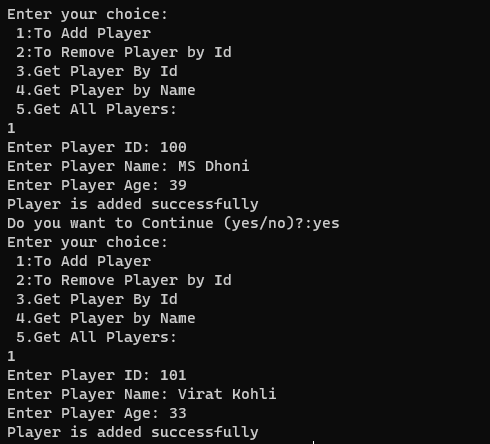 Enter your choice:
 1:To Add Player
 2:To Remove Player by Id
 3.Get Player By Id
 4.Get Player by Name
 5.Get All Players:
1
Enter Player ID: 100
Enter Player Name: MS Dhoni
Enter Player Age: 39
Player is added successfully
Do you want to Continue (yes/no)?:yes
Enter your choice:
 1:To Add Player
 2:To Remove Player by Id
 3.Get Player By Id
 4.Get Player by Name
 5.Get All Players:
1
Enter Player ID: 101
Enter Player Name: Virat Kohli
Enter Player Age: 33
Player is added successfully